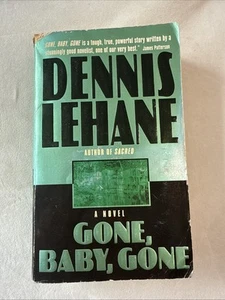 GONE, BABY, GONE is a tough, true, powerful story written by a
stunningly good novelist, one of our very best."
James Patterson
DENNIS
LEHANE
AUTHOR OF SACRED
A NOVEL
GONE,
BABY, GONE